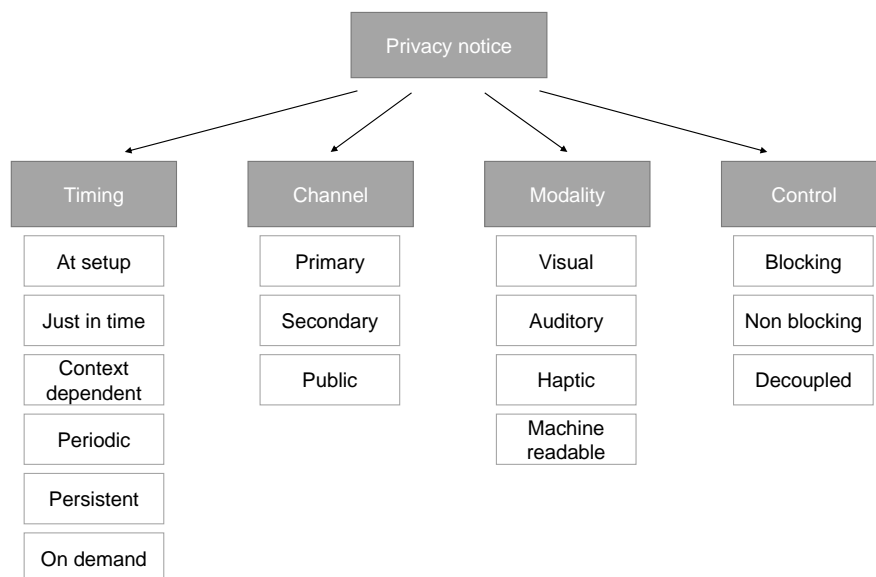 Privacy notice
Timing
Channel
Modality
Control
At setup
Just in time
Context
dependent
Periodic
Persistent
On demand
Primary
Secondary
Public
Visual
Auditory
Haptic
Machine
readable
Blocking
Non blocking
Decoupled